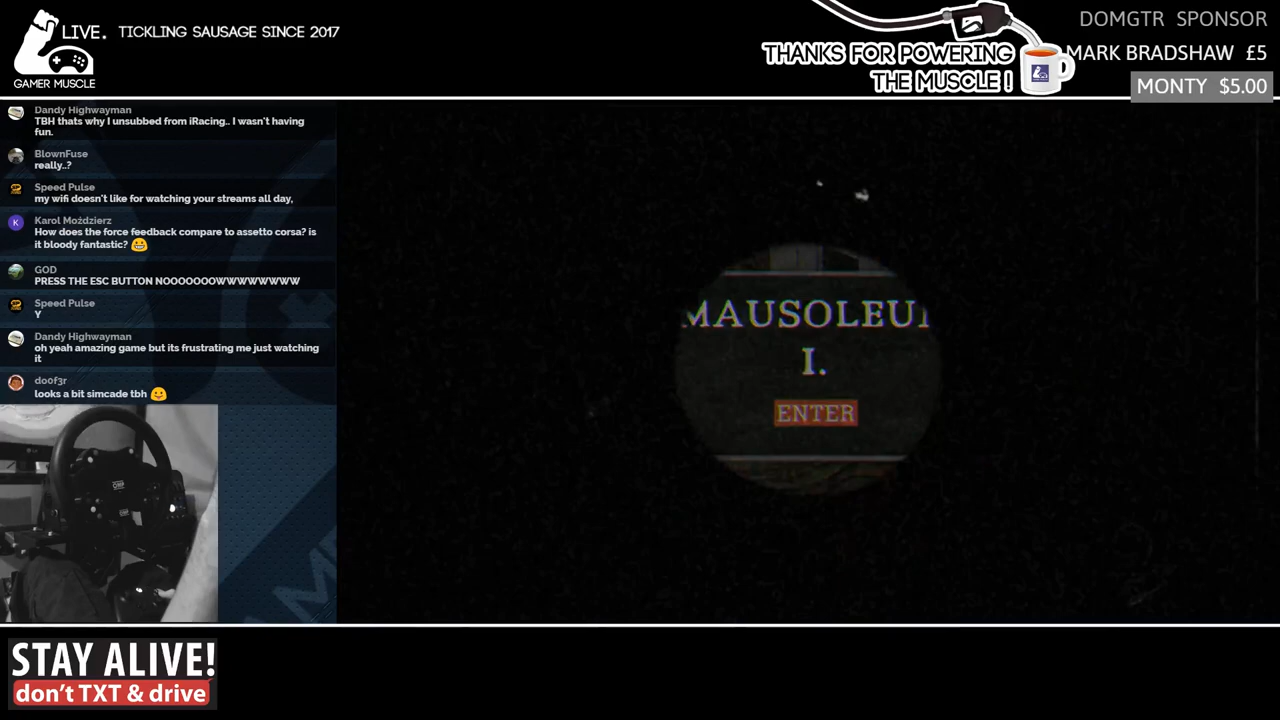 LIVE.
TICKLING SAUSAGE SINCE 2017
GAMER MUSCLE
THANKS FOR POWERING
THE MUSCLE !
DOMGTR SPONSOR
MARK BRADSHAW £5
MONTY $5.00
Dandy Highwayman
TBH thats why I unsubbed from iRacing.. I wasn't having
fun.
BlownFuse
really..?
Speed Pulse
my wifi doesn't like for watching your streams all day,
Karol Możdzierz
How does the force feedback compare to assetto corsa? is
it bloody fantastic? 😀
GOD
PRESS THE ESC BUTTON NOOOOOOOWWWWWWWW
Speed Pulse
Y
Dandy Highwayman
oh yeah amazing game but its frustrating me just watching
it
doof3r
looks a bit simcade tbh 🙂
MAUSOLEU
I.
ENTER
STAY ALIVE!
don't TXT & drive